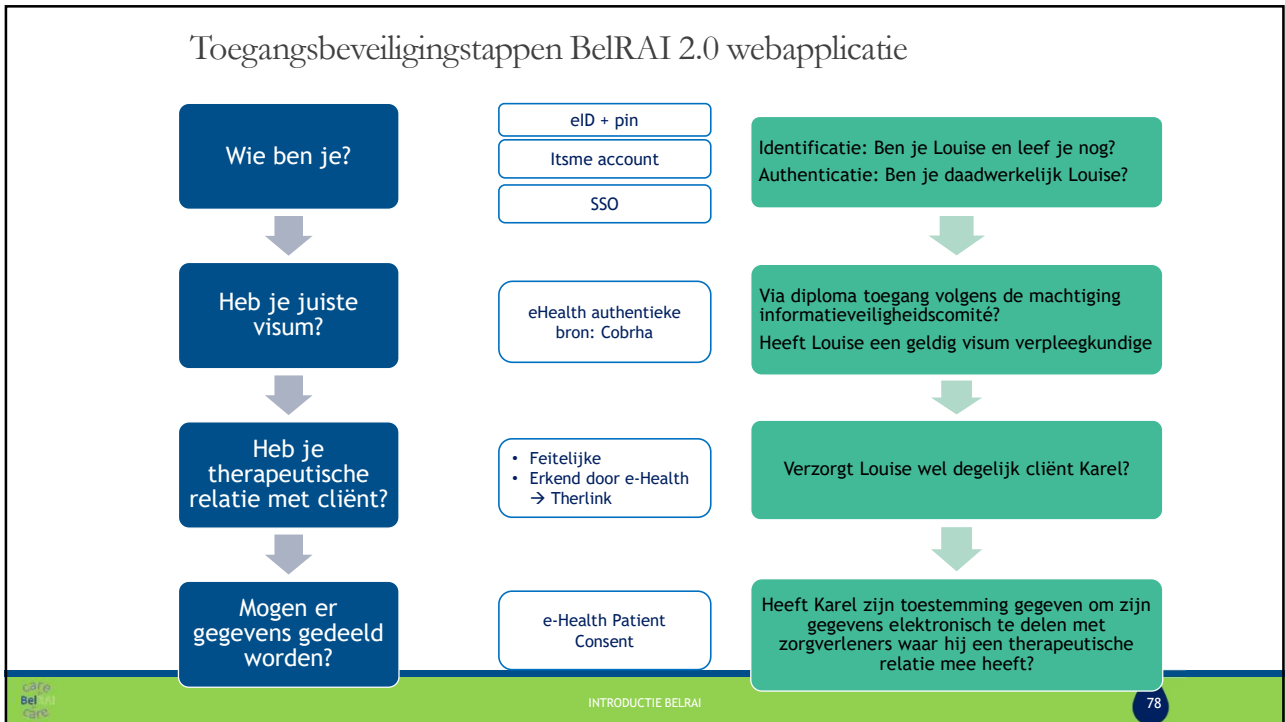 Toegangsbeveiligingstappen BelRAI 2.0 webapplicatie
Wie ben je?
eID + pin
Itsme account
SSO
Identificatie: Ben je Louise en leef je nog?
Authenticatie: Ben je daadwerkelijk Louise?
Heb je juiste
visum?
eHealth authentieke
bron: Cobrha
Via diploma toegang volgens de machtiging
informatieveiligheidscomité?
Heeft Louise een geldig visum verpleegkundige
Heb je
therapeutische
relatie met cliënt?
• Feitelijke
• Erkend door e-Health
→ Therlink
Verzorgt Louise wel degelijk cliënt Karel?
Mogen er
gegevens gedeeld
worden?
e-Health Patient
Consent
Heeft Karel zijn toestemming gegeven om zijn
gegevens elektronisch te delen met
zorgverleners waar hij een therapeutische
relatie mee heeft?
care
BelRAI
care
INTRODUCTIE BELRAI
78